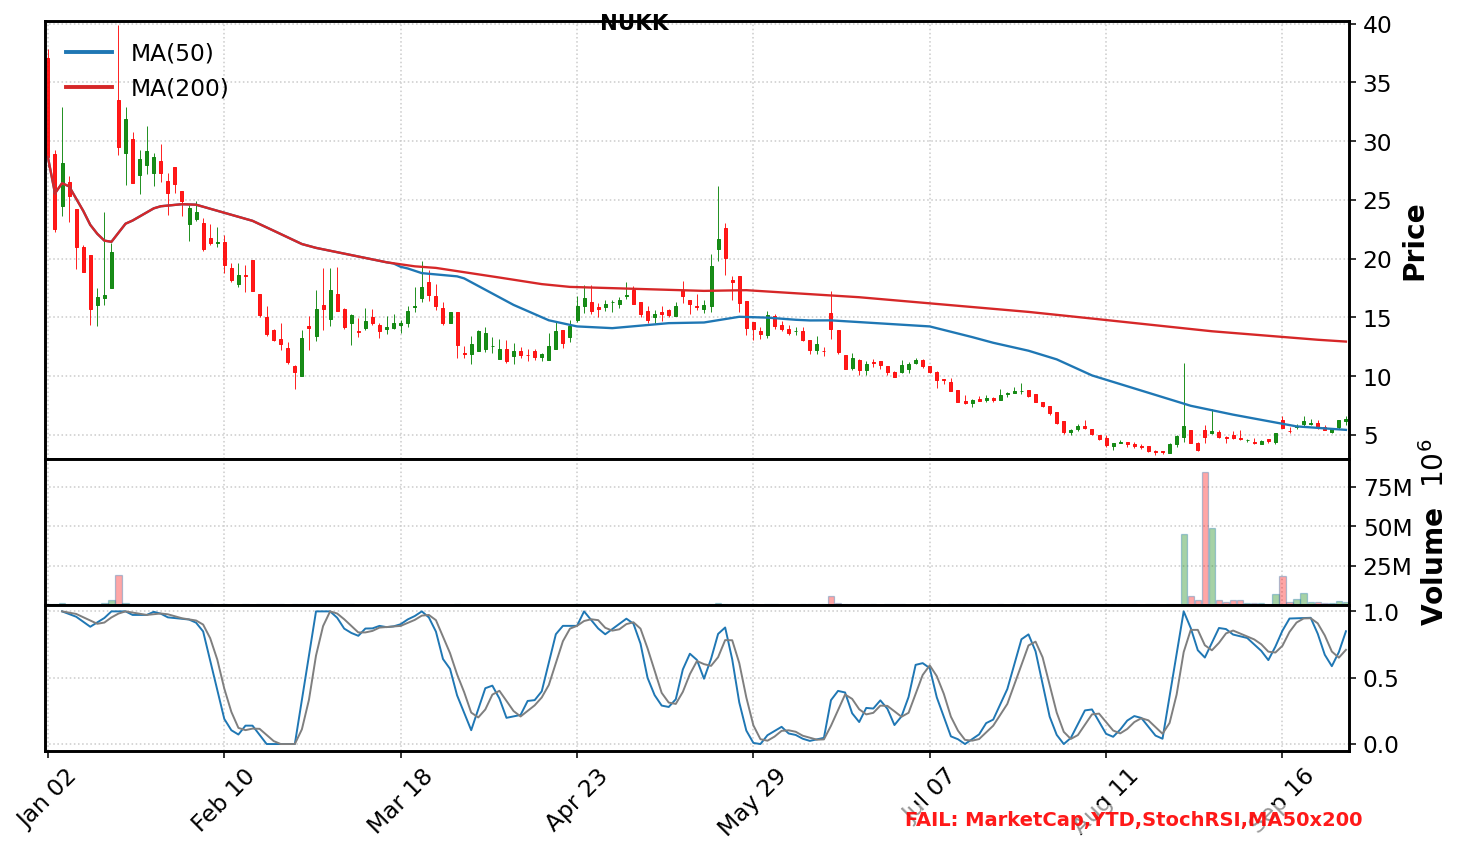 NUKK
MA(50)
MA(200)
40
35
30
25
20
15
10
5
Price
75M
50M
25M
Volume 10^6
1.0
0.5
0.0
Jan 02
Feb 10
Mar 18
Apr 23
May 29
Jul 07
Aug 11
Sep 16
FAIL: MarketCap,YTD,StochRSI,MA50x200